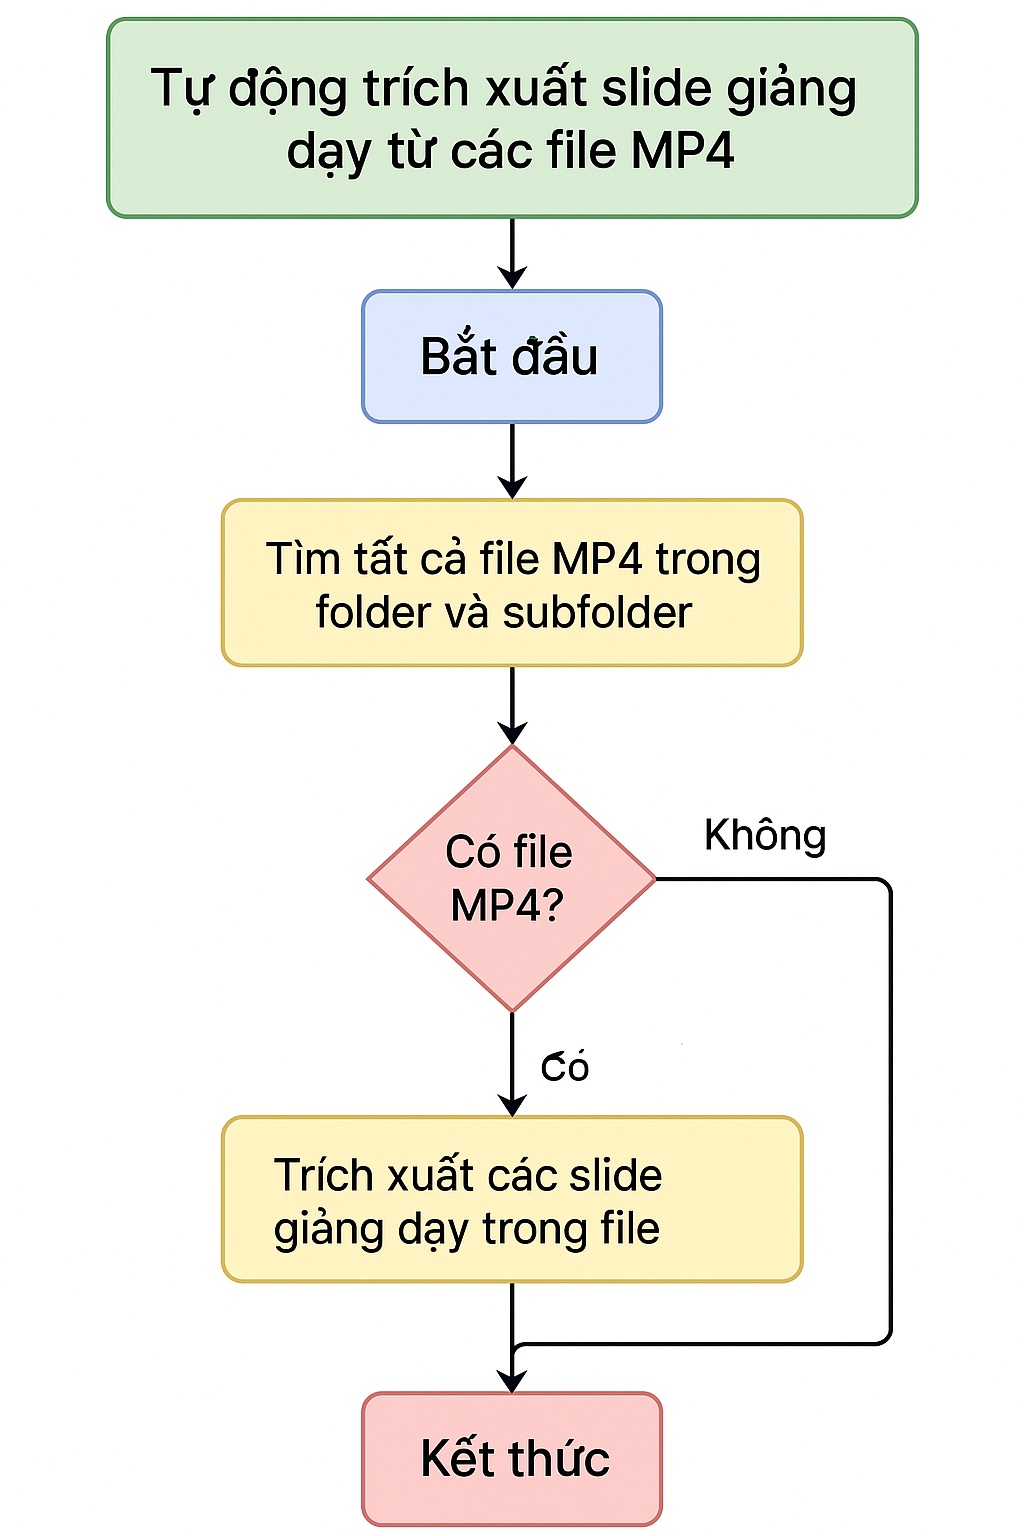 Tự động trích xuất slide giảng
dạy từ các file MP4
Bắt đầu
Tìm tất cả file MP4 trong
folder và subfolder
Có file
MP4?
Không
Có
Trích xuất các slide
giảng dạy trong file
Kết thức